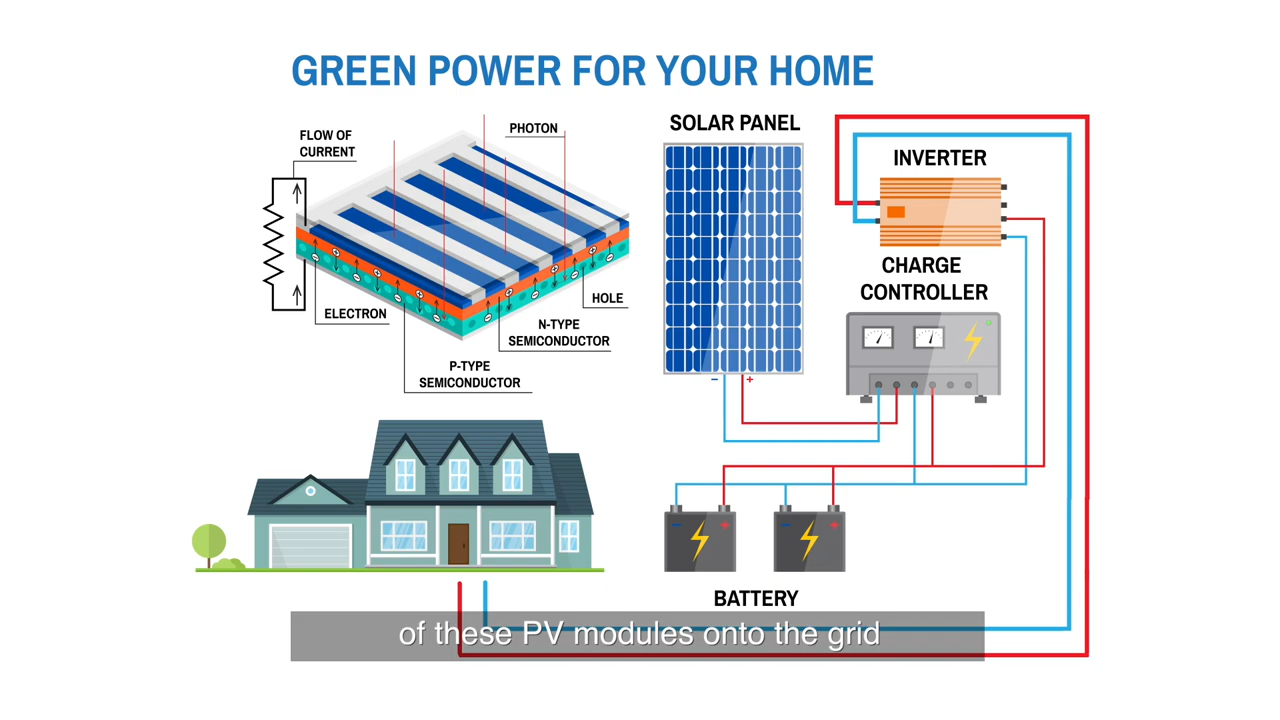 GREEN POWER FOR YOUR HOME
FLOW OF
CURRENT
PHOTON
SOLAR PANEL
INVERTER
CHARGE
CONTROLLER
ELECTRON
HOLE
N-TYPE
SEMICONDUCTOR
P-TYPE
SEMICONDUCTOR
BATTERY
of these PV modules onto the grid